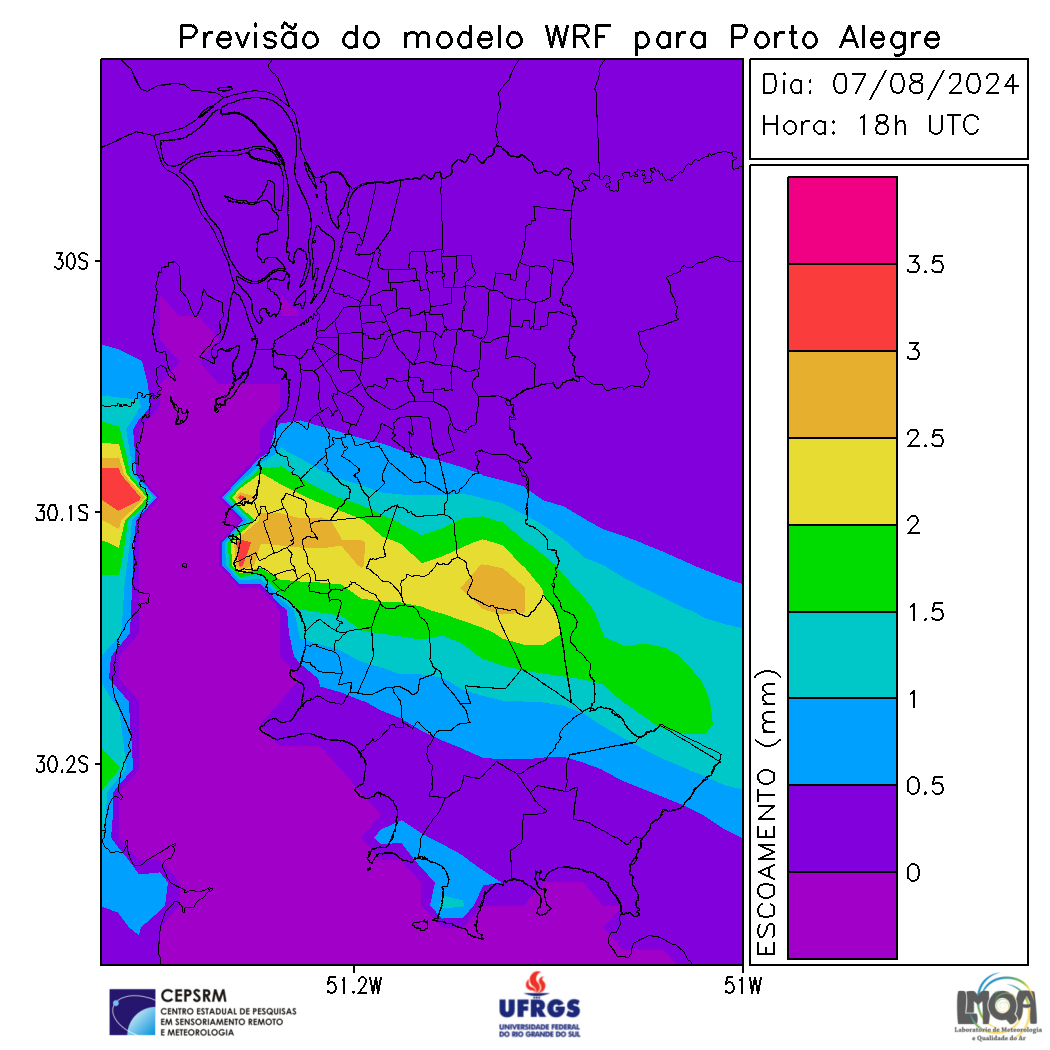 Previsão do modelo WRF para Porto Alegre
Dia: 07/08/2024
Hora: 18h UTC
30S
30.1S
30.2S
51.2W
51W
ESCOAMENTO (mm)
3.5
3
2.5
2
1.5
1
0.5
0
CEPSRM
CENTRO ESTADUAL DE PESQUISAS
EM SENSORIAMENTO REMOTO
E METEOROLOGIA
UFRGS
UNIVERSIDADE FEDERAL
DO RIO GRANDE DO SUL
LMQA
Laboratório de Meteorologia
e Qualidade do Ar